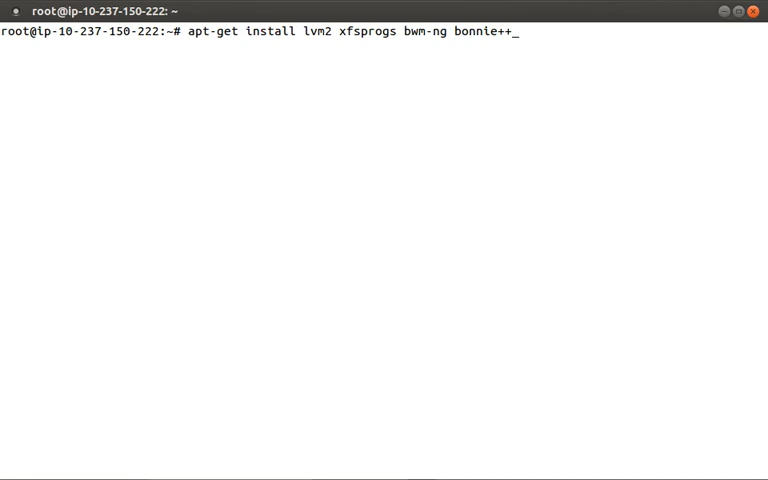 root@ip-10-237-150-222: ~
root@ip-10-237-150-222:~# apt-get install lvm2 xfsprogs bwm-ng bonnie++_